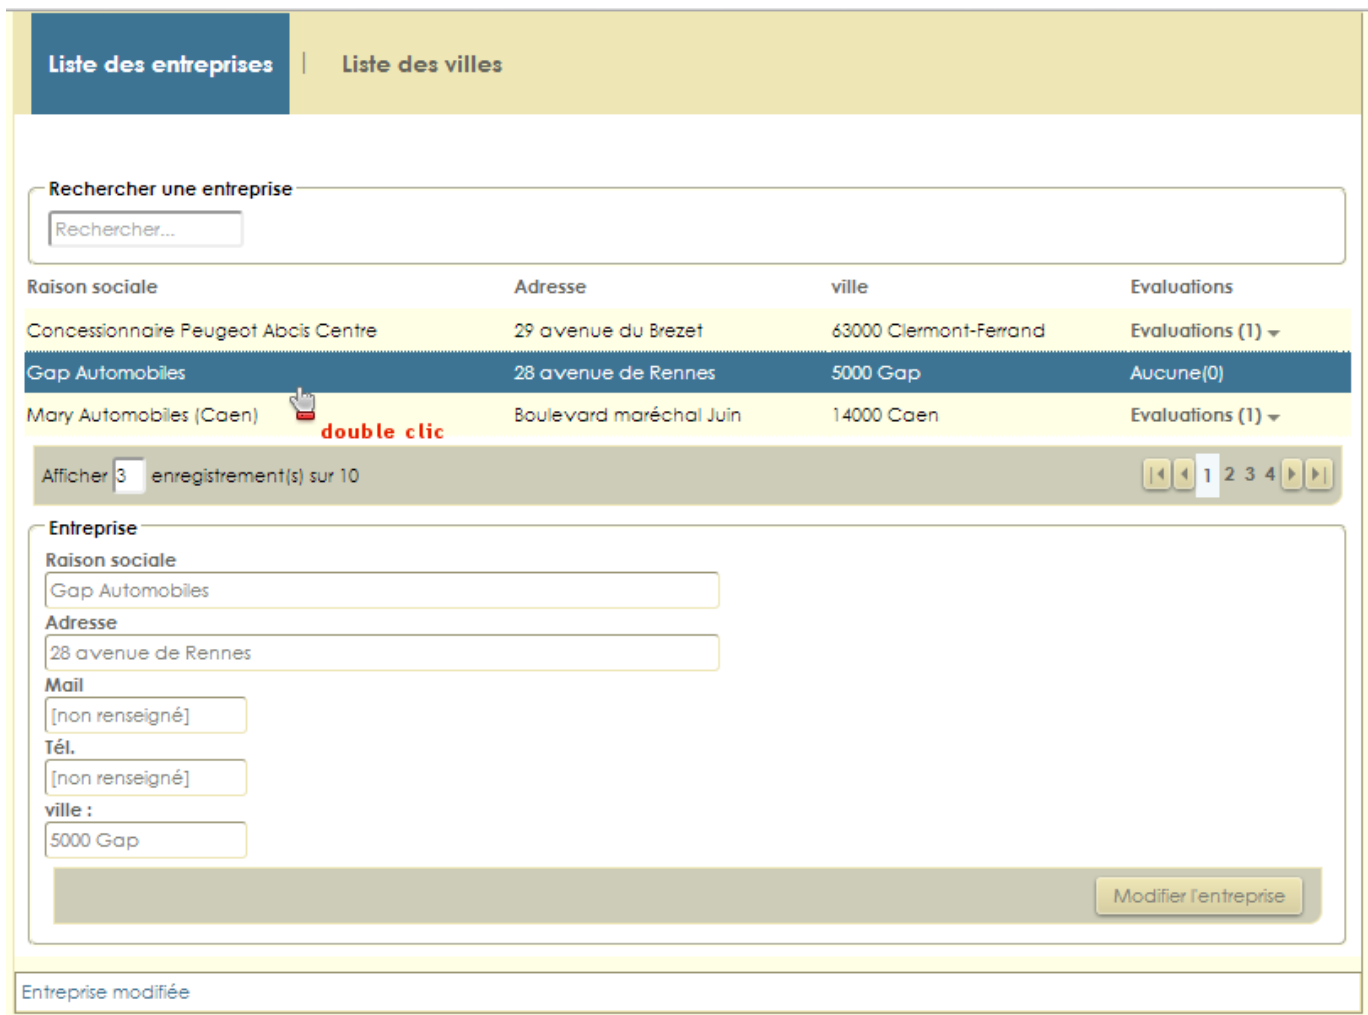 Liste des entreprises | Liste des villes
Rechercher une entreprise
Rechercher...
Raison sociale Adresse ville Evaluations
Concessionnaire Peugeot Abcis Centre 29 avenue du Brezet 63000 Clermont-Ferrand Evaluations (1)
Gap Automobiles 28 avenue de Rennes 5000 Gap Aucune(0)
Mary Automobiles (Caen) Boulevard maréchal Juin 14000 Caen Evaluations (1)
double clic
Afficher 3 enregistrement(s) sur 10 1 2 3 4
Entreprise
Raison sociale
Gap Automobiles
Adresse
28 avenue de Rennes
Mail
[non renseigné]
Tél.
[non renseigné]
ville :
5000 Gap
Modifier l'entreprise
Entreprise modifiée